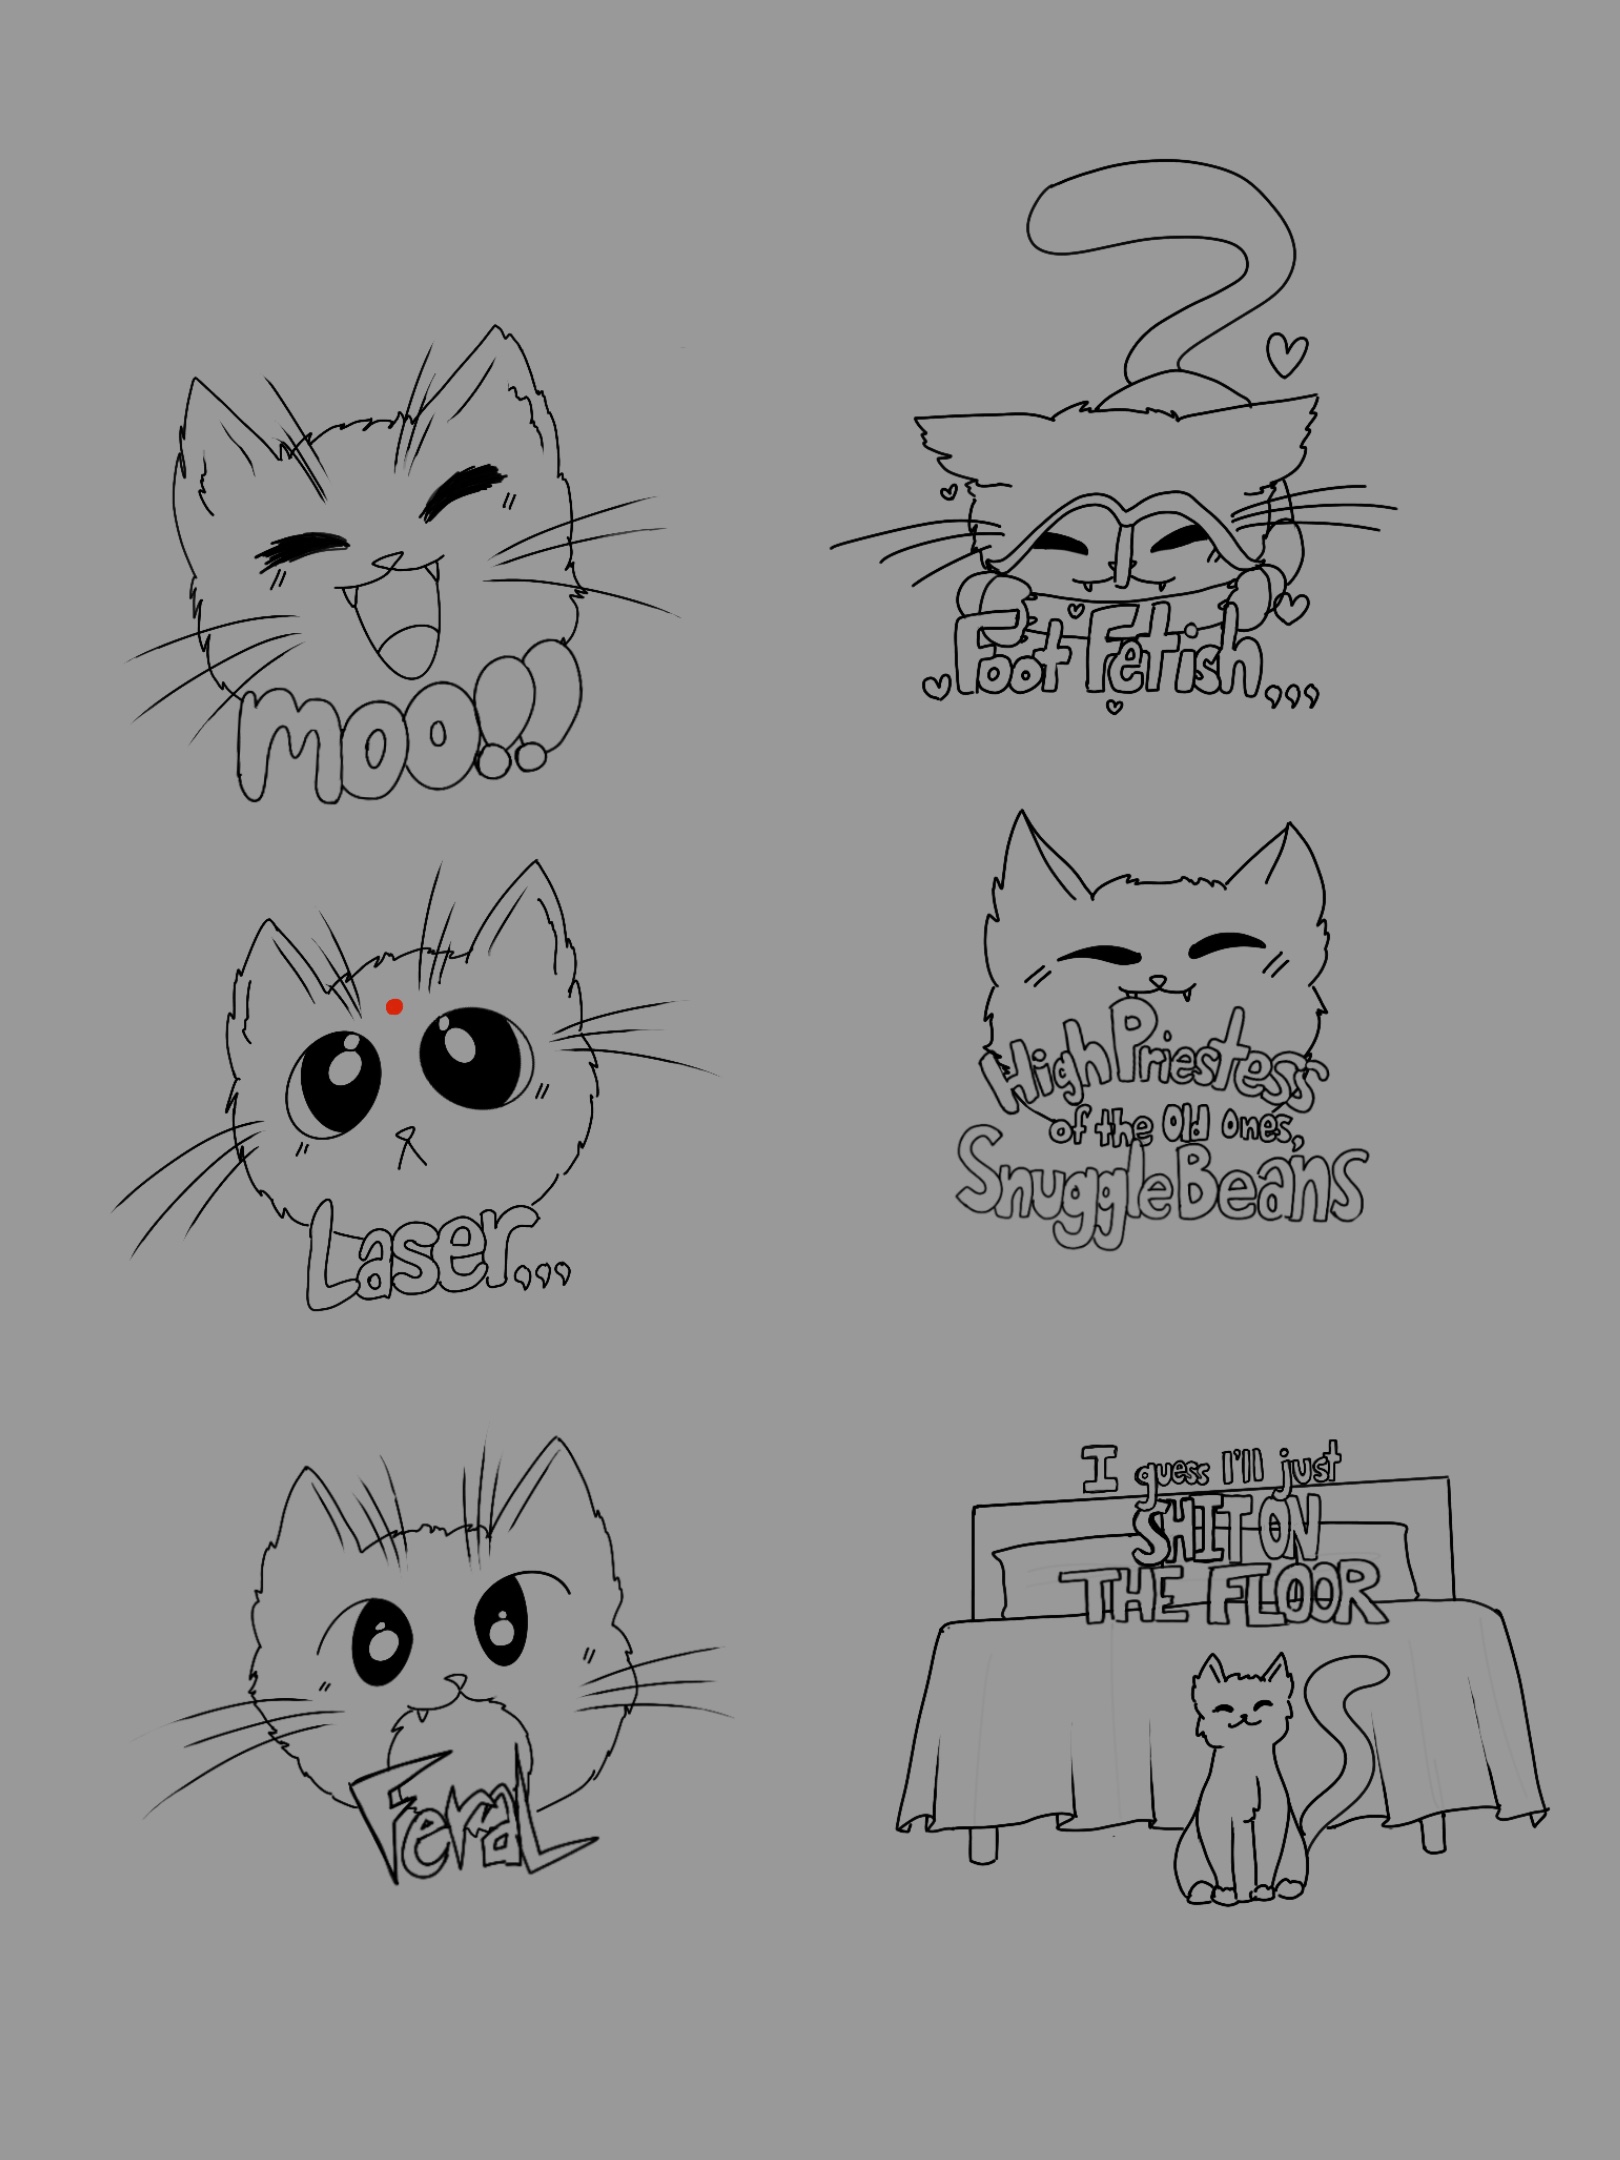 moo!!
Foot Fetish,,,
Laser,,,
High Priestess
of the Old Ones,
SnuggleBeans
Feral
I guess I'll just
SHIT ON
THE FLOOR